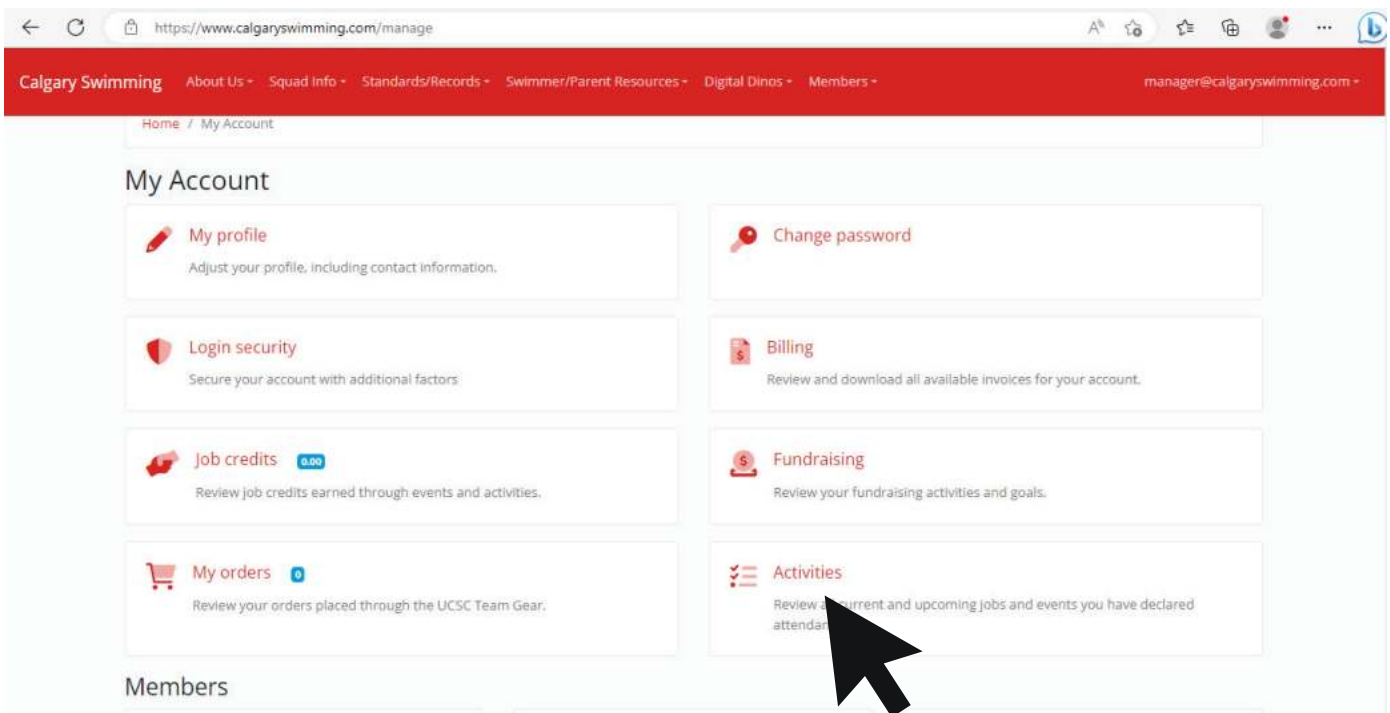 https://www.calgaryswimming.com/manage
Calgary Swimming About Us Squad Info Standards/Records Swimmer/Parent Resources Digital Dinos Members manager@calgaryswimming.com
Home / My Account
My Account
My profile
Adjust your profile, including contact information.
Change password
Login security
Secure your account with additional factors
Billing
Review and download all available invoices for your account.
Job credits 0.00
Review job credits earned through events and activities.
Fundraising
Review your fundraising activities and goals.
My orders 0
Review your orders placed through the UCSC Team Gear.
Activities
Review current and upcoming jobs and events you have declared
Members